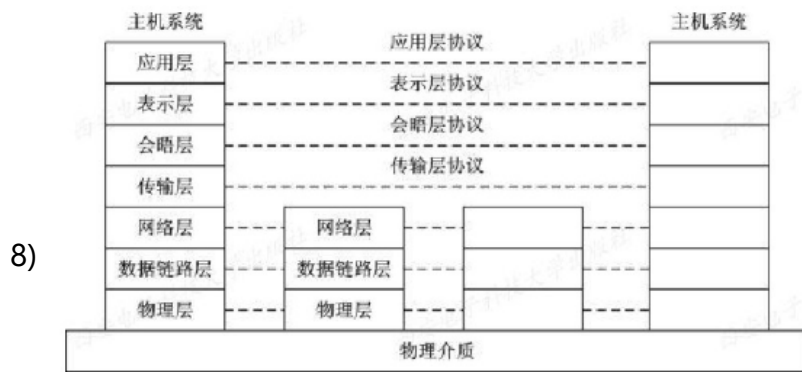 主机系统 主机系统
应用层协议
应用层
表示层协议
表示层
会晤层协议
会晤层
传输层协议
传输层
网络层 网络层
8)
数据链路层 数据链路层
物理层 物理层
物理介质